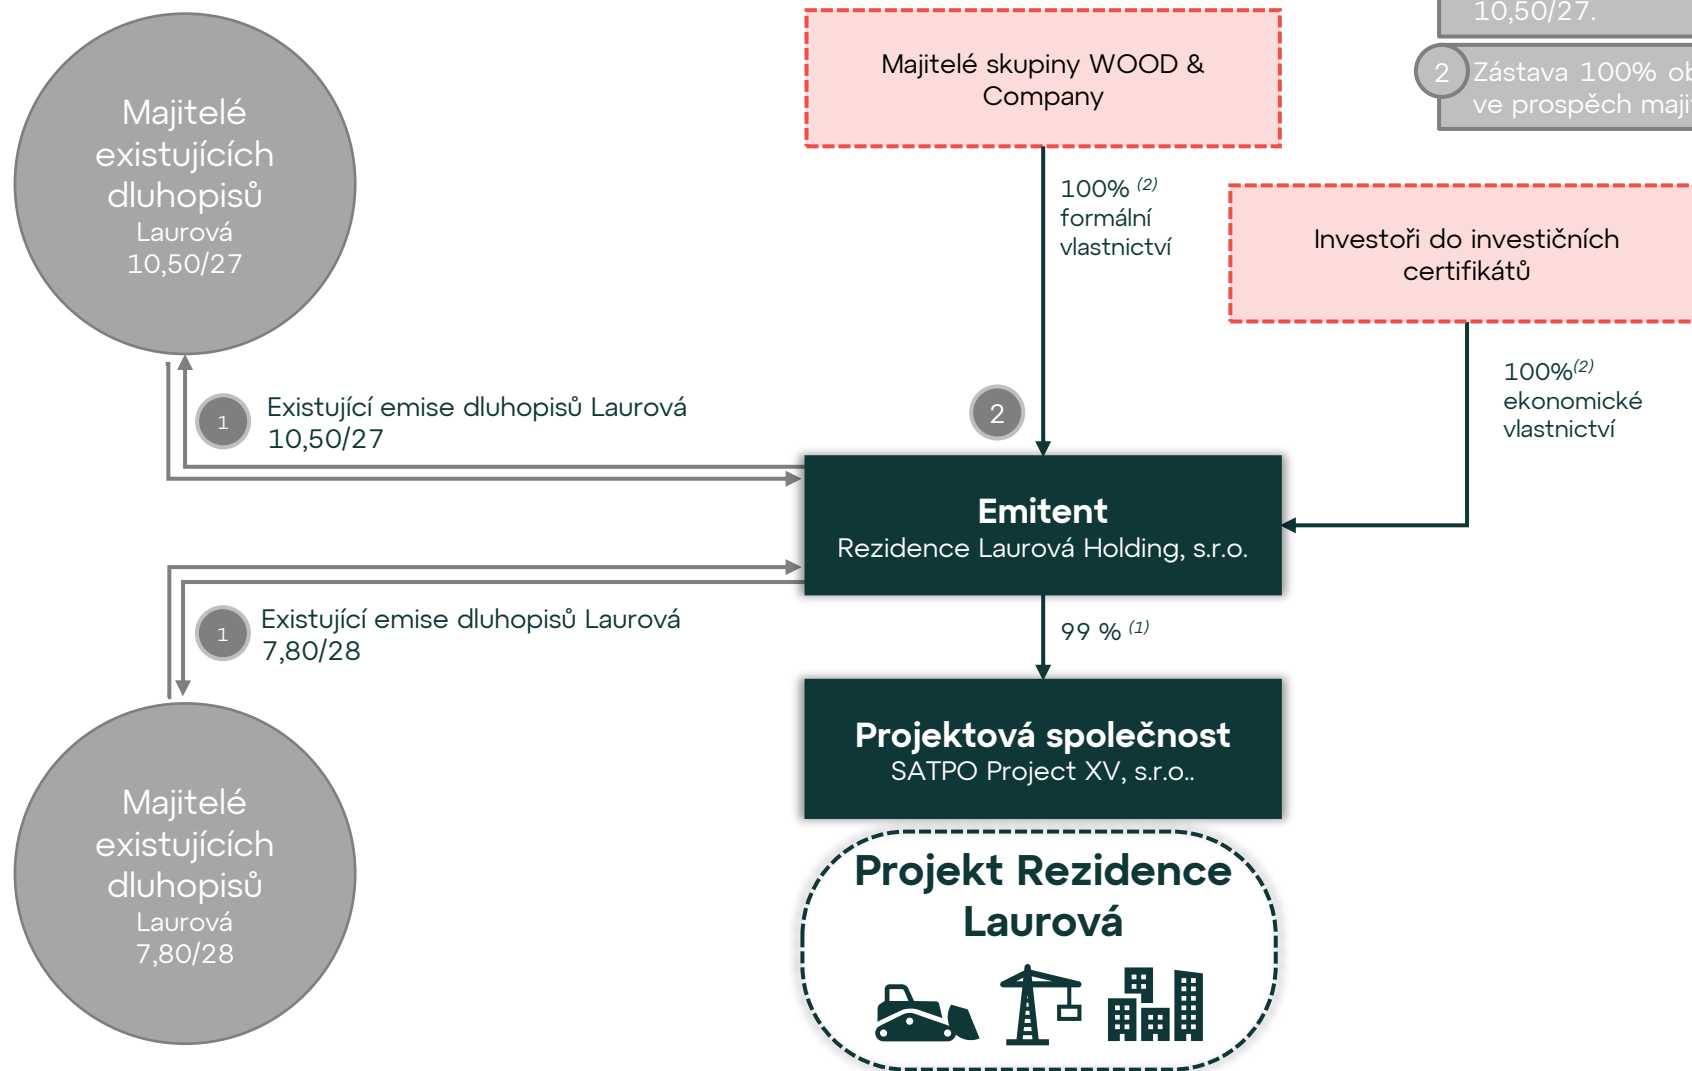 Majitelé
existujících
dluhopisů
Laurová
10,50/27
Majitelé skupiny WOOD &
Company
10,50/27.
2 Zástava 100%
ve prospěch
100% (2)
formální
vlastnictví
Investoři do investičních
certifikátů
100%(2)
ekonomické
vlastnictví
1 Existující emise dluhopisů Laurová
10,50/27
2
Emitent
Rezidence Laurová Holding, s.r.o.
1 Existující emise dluhopisů Laurová
7,80/28
99 % (1)
Projektová společnost
SATPO Project XV, s.r.o..
Majitelé
existujících
dluhopisů
Laurová
7,80/28
Projekt Rezidence
Laurová